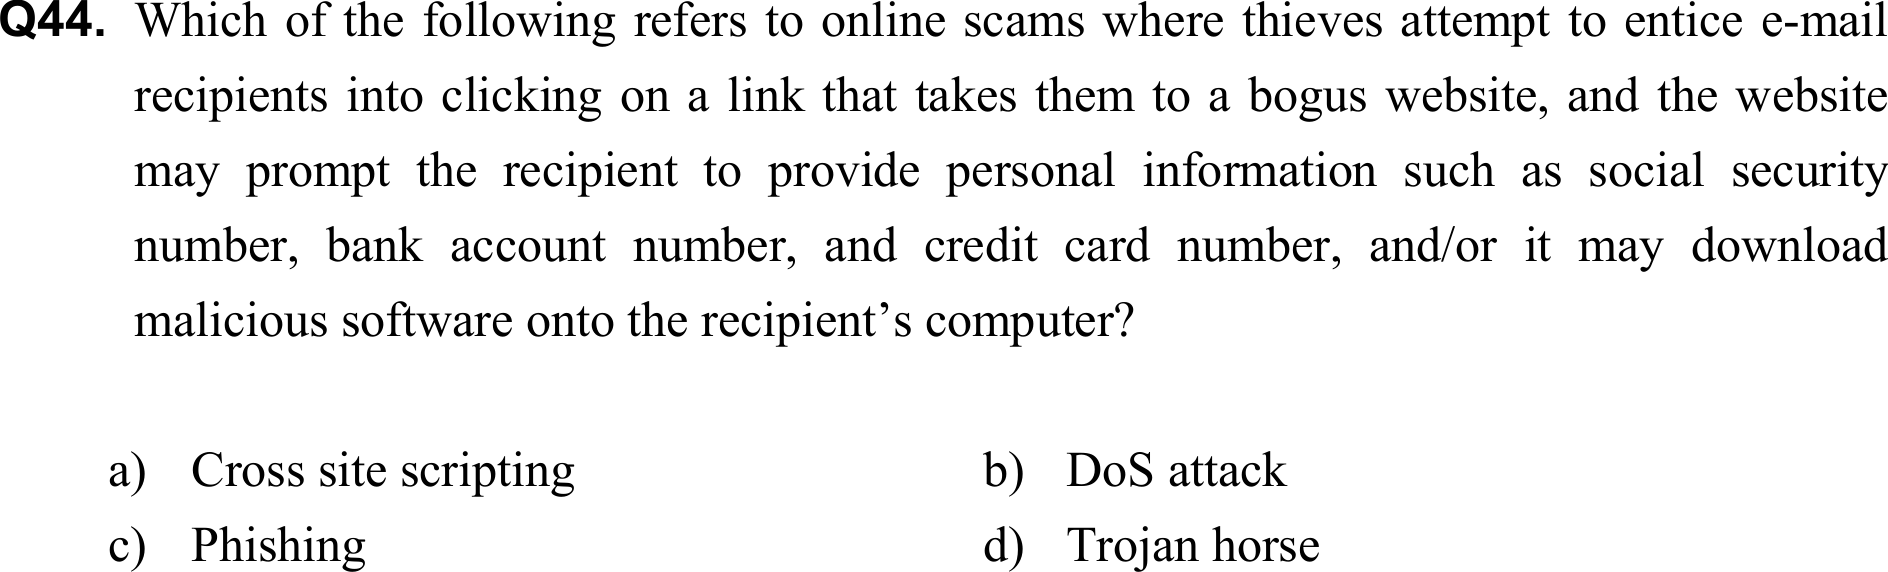 Q44. Which of the following refers to online scams where thieves attempt to entice e-mail
recipients into clicking on a link that takes them to a bogus website, and the website
may prompt the recipient to provide personal information such as social security
number, bank account number, and credit card number, and/or it may download
malicious software onto the recipient’s computer?
a) Cross site scripting b) DoS attack
c) Phishing d) Trojan horse